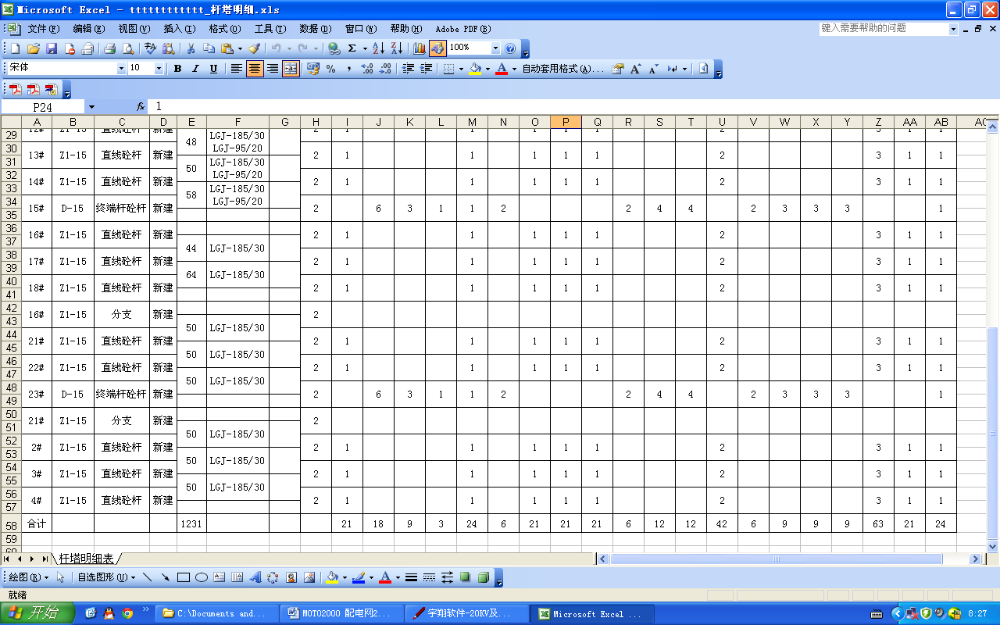 Microsoft Excel - tttttttttttt_杆塔明细.xls
文件(F) 编辑(E) 视图(V) 插入(I) 格式(O) 工具(T) 数据(D) 窗口(W) 帮助(H) Adobe PDF(B) 键入需要帮助的问题
100%
宋体 10 B I U 自动套用格式(A)...
P24 fx 1
A B C D E F G H I J K L M N O P Q R S T U V W X Y Z AA AB
29 12# Z1-15 直线砼杆 新建 2 1 1 1 1 1 2 3 1 1
48 LGJ-185/30
LGJ-95/20
30
31 13# Z1-15 直线砼杆 新建 2 1 1 1 1 1 2 3 1 1
50 LGJ-185/30
LGJ-95/20
32
33 14# Z1-15 直线砼杆 新建 2 1 1 1 1 1 2 3 1 1
58 LGJ-185/30
LGJ-95/20
34
35 15# D-15 终端杆砼杆 新建 2 6 3 1 1 2 2 4 4 2 3 3 3 1
36
37 16# Z1-15 直线砼杆 新建 2 1 1 1 1 1 2 3 1 1
44 LGJ-185/30
38
39 17# Z1-15 直线砼杆 新建 2 1 1 1 1 1 2 3 1 1
64 LGJ-185/30
40
41 18# Z1-15 直线砼杆 新建 2 1 1 1 1 1 2 3 1 1
42
43 16# Z1-15 分支 新建 2
50 LGJ-185/30
44
45 21# Z1-15 直线砼杆 新建 2 1 1 1 1 1 2 3 1 1
50 LGJ-185/30
46
47 22# Z1-15 直线砼杆 新建 2 1 1 1 1 1 2 3 1 1
50 LGJ-185/30
48
49 23# D-15 终端杆砼杆 新建 2 6 3 1 1 2 2 4 4 2 3 3 3 1
50
51 21# Z1-15 分支 新建 2
50 LGJ-185/30
52
53 2# Z1-15 直线砼杆 新建 2 1 1 1 1 1 2 3 1 1
50 LGJ-185/30
54
55 3# Z1-15 直线砼杆 新建 2 1 1 1 1 1 2 3 1 1
50 LGJ-185/30
56
57 4# Z1-15 直线砼杆 新建 2 1 1 1 1 1 2 3 1 1
58 合计 1231 21 18 9 3 24 6 21 21 21 6 12 12 42 6 9 9 9 63 21 24
59
杆塔明细表
绘图(R) 自选图形(U)
就绪
开始 C:\Documents and... MOTO2000 配电网2... 宇翔软件-20KV及... Microsoft Excel ... 8:27